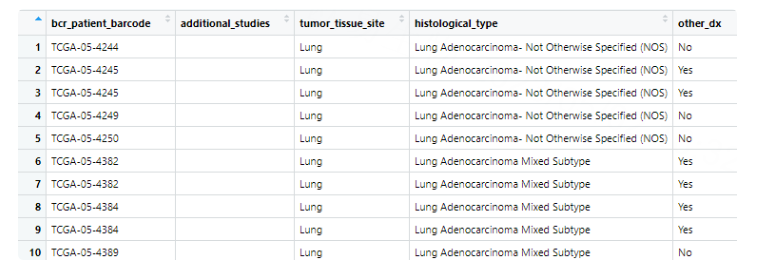 bcr_patient_barcode additional_studies tumor_tissue_site histological_type other_dx
1 TCGA-05-4244 Lung Lung Adenocarcinoma- Not Otherwise Specified (NOS) No
2 TCGA-05-4245 Lung Lung Adenocarcinoma- Not Otherwise Specified (NOS) Yes
3 TCGA-05-4245 Lung Lung Adenocarcinoma- Not Otherwise Specified (NOS) Yes
4 TCGA-05-4249 Lung Lung Adenocarcinoma- Not Otherwise Specified (NOS) No
5 TCGA-05-4250 Lung Lung Adenocarcinoma- Not Otherwise Specified (NOS) No
6 TCGA-05-4382 Lung Lung Adenocarcinoma Mixed Subtype Yes
7 TCGA-05-4382 Lung Lung Adenocarcinoma Mixed Subtype Yes
8 TCGA-05-4384 Lung Lung Adenocarcinoma Mixed Subtype Yes
9 TCGA-05-4384 Lung Lung Adenocarcinoma Mixed Subtype Yes
10 TCGA-05-4389 Lung Lung Adenocarcinoma Mixed Subtype No